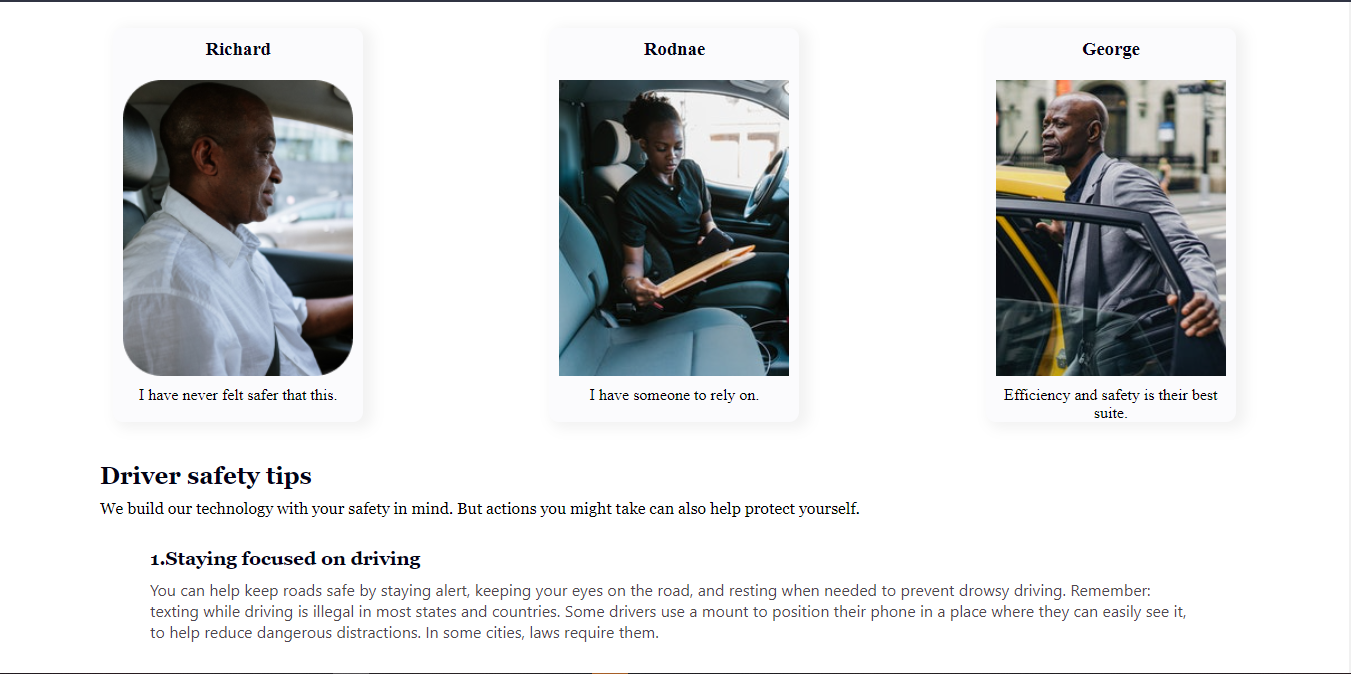 Richard
Rodnae
George
I have never felt safer that this.
I have someone to rely on.
Efficiency and safety is their best
suite.
Driver safety tips
We build our technology with your safety in mind. But actions you might take can also help protect yourself.
1.Staying focused on driving
You can help keep roads safe by staying alert, keeping your eyes on the road, and resting when needed to prevent drowsy driving. Remember:
texting while driving is illegal in most states and countries. Some drivers use a mount to position their phone in a place where they can easily see it,
to help reduce dangerous distractions. In some cities, laws require them.